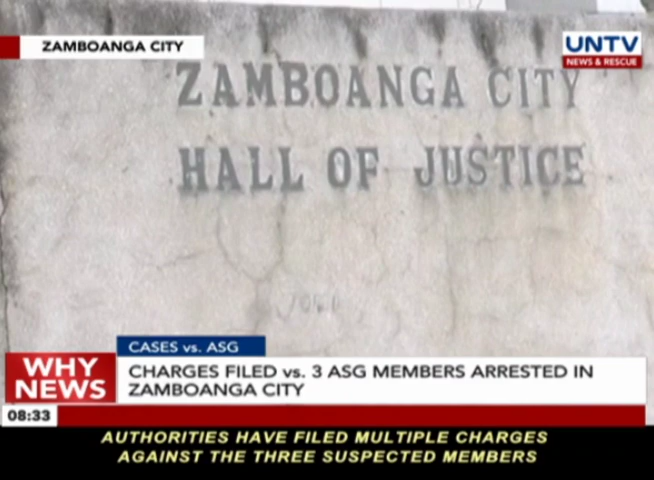 ZAMBOANGA CITY
UNTV
NEWS & RESCUE
ZAMBOANGA CITY
HALL OF JUSTICE
CASES vs. ASG
WHY
NEWS
CHARGES FILED vs. 3 ASG MEMBERS ARRESTED IN
ZAMBOANGA CITY
08:33
AUTHORITIES HAVE FILED MULTIPLE CHARGES
AGAINST THE THREE SUSPECTED MEMBERS